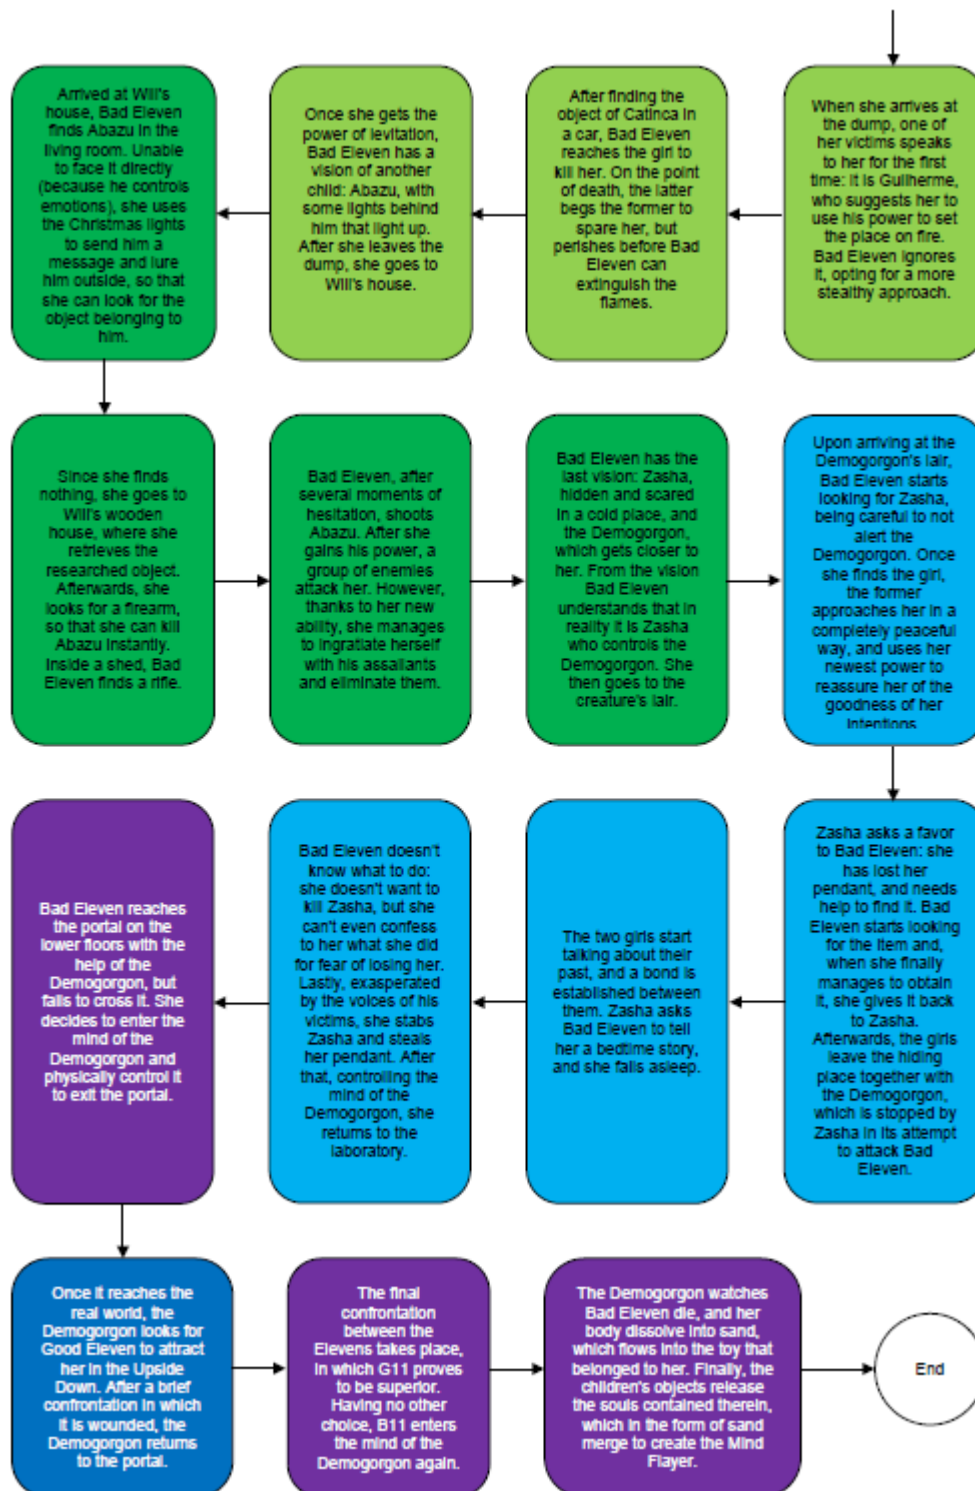 When she arrives at
the dump, one of
her victims speaks
to her for the first
time: it is Guilherme,
who suggests her to
use his power to set
the place on fire.
Bad Eleven ignores
it, opting for a more
stealthy approach.
After finding the
object of Catinca in
a car, Bad Eleven
reaches the girl to
kill her. On the point
of death, the latter
begs the former to
spare her, but
perishes before Bad
Eleven can
extinguish the
flames.
Once she gets the
power of levitation,
Bad Eleven has a
vision of another
child: Abazu, with
some lights behind
him that light up.
After she leaves the
dump, she goes to
Will's house.
Arrived at Will's
house, Bad Eleven
finds Abazu in the
living room. Unable
to face it directly
(because he controls
emotions), she uses
the Christmas lights
to send him a
message and lure
him outside, so that
she can look for the
object belonging to
him.
Since she finds
nothing, she goes to
Will's wooden
house, where she
retrieves the
researched object.
Afterwards, she
looks for a firearm,
so that she can kill
Abazu instantly.
Inside a shed, Bad
Eleven finds a rifle.
Bad Eleven, after
several moments of
hesitation, shoots
Abazu. After she
gains his power, a
group of enemies
attack her. However,
thanks to her new
ability, she manages
to ingratiate herself
with his assailants
and eliminate them.
Bad Eleven has the
last vision: Zasha,
hidden and scared
in a cold place, and
the Demogorgon,
which gets closer to
her. From the vision
Bad Eleven
understands that in
reality it is Zasha
who controls the
Demogorgon. She
then goes to the
creature's lair.
Upon arriving at the
Demogorgon's lair,
Bad Eleven starts
looking for Zasha,
being careful to not
alert the
Demogorgon. Once
she finds the girl,
the former
approaches her in a
completely peaceful
way, and uses her
newest power to
reassure her of the
goodness of her
intentions
Zasha asks a favor
to Bad Eleven: she
has lost her
pendant, and needs
help to find it. Bad
Eleven starts looking
for the item and,
when she finally
manages to obtain
it, she gives it back
to Zasha.
Afterwards, the girls
leave the hiding
place together with
the Demogorgon,
which is stopped by
Zasha in its attempt
to attack Bad
Eleven.
The two girls start
talking about their
past, and a bond is
established between
them. Zasha asks
Bad Eleven to tell
her a bedtime story,
and she falls asleep.
Bad Eleven doesn't
know what to do:
she doesn't want to
kill Zasha, but she
can't even confess
to her what she did
for fear of losing her.
Lastly, exasperated
by the voices of his
victims, she stabs
Zasha and steals
her pendant. After
that, controlling the
mind of the
Demogorgon, she
returns to the
laboratory.
Bad Eleven reaches
the portal on the
lower floors with the
help of the
Demogorgon, but
fails to cross it. She
decides to enter the
mind of the
Demogorgon and
physically control it
to exit the portal.
Once it reaches the
real world, the
Demogorgon looks for
Good Eleven to attract
her in the Upside
Down. After a brief
confrontation in which
it is wounded, the
Demogorgon returns
to the portal.
The final
confrontation
between the
Elevens takes place,
in which G11 proves
to be superior.
Having no other
choice, B11 enters
the mind of the
Demogorgon again.
The Demogorgon watches
Bad Eleven die, and her
body dissolve into sand,
which flows into the toy that
belonged to her. Finally, the
children's objects release
the souls contained therein,
which in the form of sand
merge to create the Mind
Flayer.
End